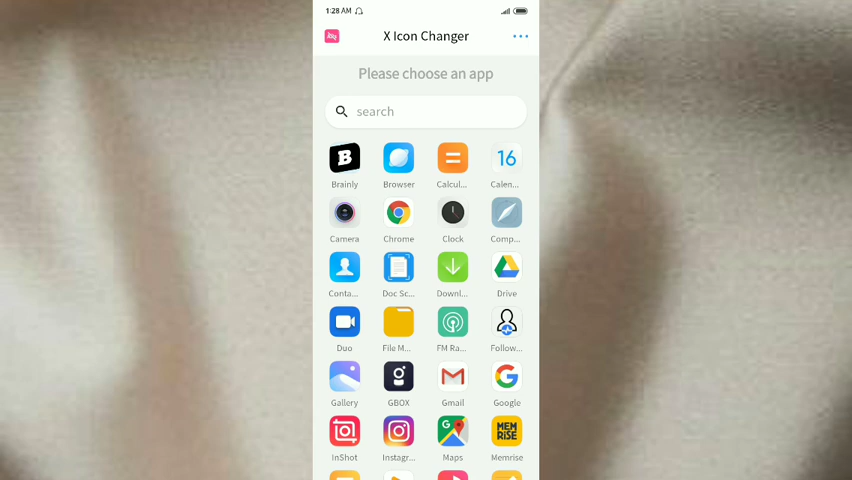 1:28 AM
X Icon Changer
Please choose an app
search
B
=
16
Brainly
Browser
Calcul...
Calen...
Camera
Chrome
Clock
Comp...
Conta...
Doc Sc...
Downl...
Drive
Duo
File M...
FM Ra...
Follow...
G
Gallery
GBOX
Gmail
Google
G
MEM
RISE
InShot
Instagr...
Maps
Memrise